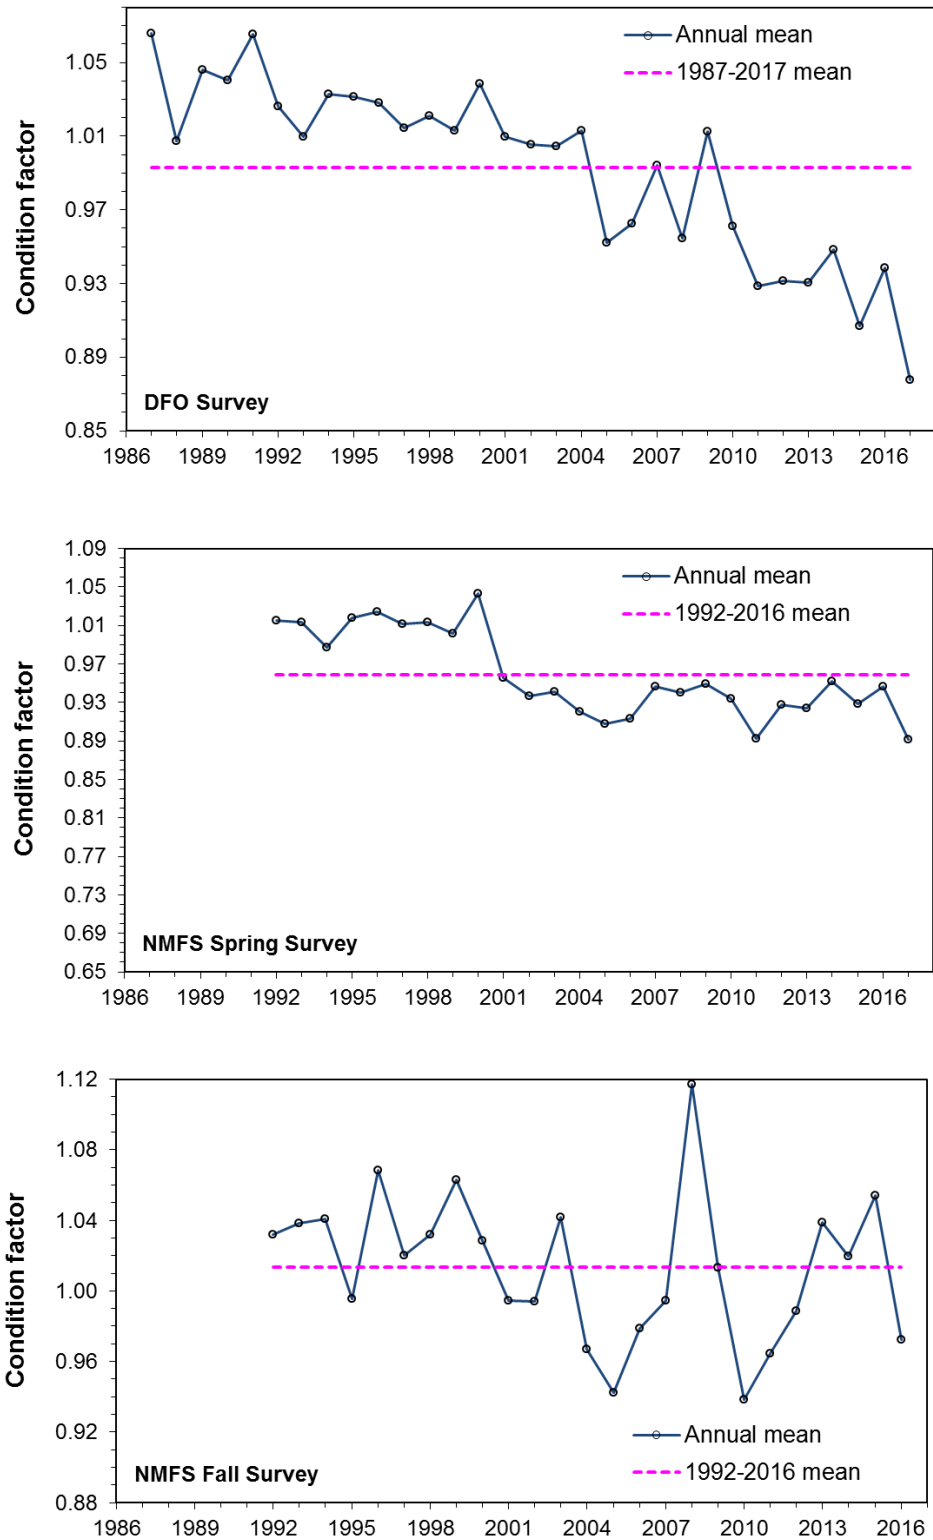 Annual mean
1987-2017 mean
Condition factor
1.05
1.01
0.97
0.93
0.89
0.85
DFO Survey
1986 1989 1992 1995 1998 2001 2004 2007 2010 2013 2016
Annual mean
1992-2016 mean
Condition factor
1.09
1.05
1.01
0.97
0.93
0.89
0.85
0.81
0.77
0.73
0.69
0.65
NMFS Spring Survey
1986 1989 1992 1995 1998 2001 2004 2007 2010 2013 2016
Condition factor
1.12
1.08
1.04
1.00
0.96
0.92
0.88
Annual mean
1992-2016 mean
NMFS Fall Survey
1986 1989 1992 1995 1998 2001 2004 2007 2010 2013 2016